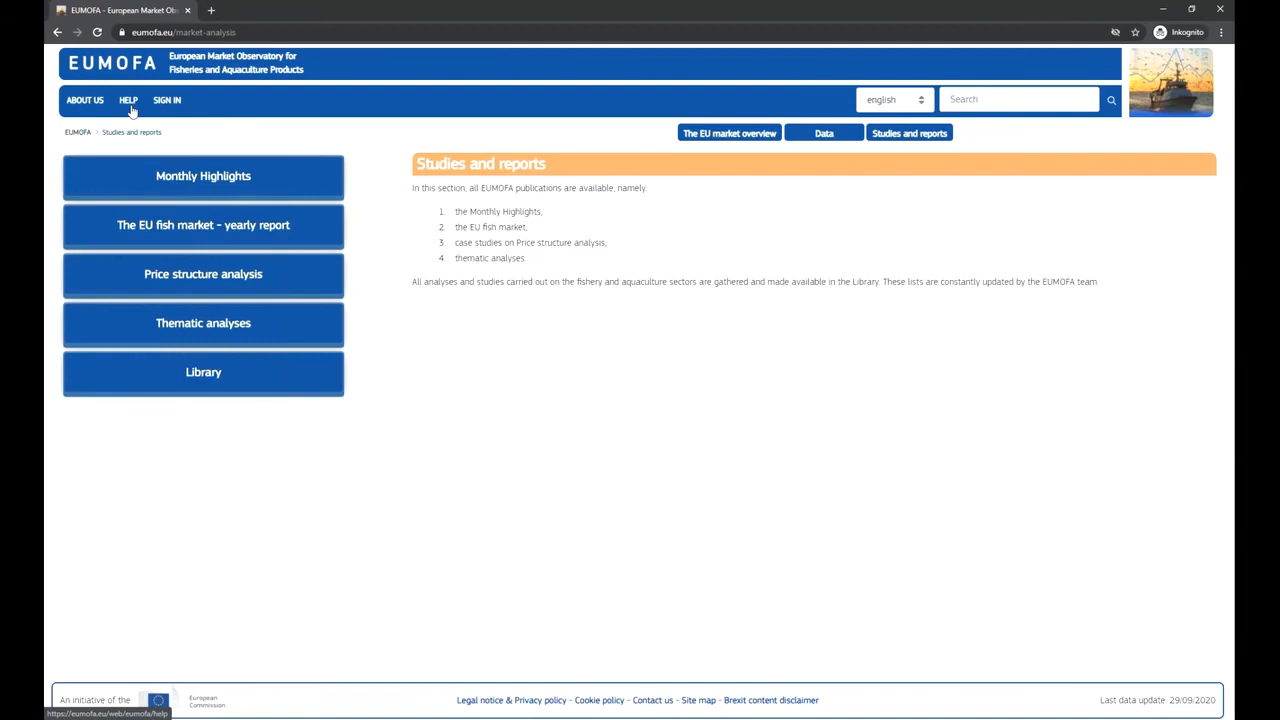 EUMOFA - European Market Ob
eumofa.eu/market-analysis
Inkognito
EUMOFA
European Market Observatory for
Fisheries and Aquaculture Products
ABOUT US
HELP
SIGN IN
english
Search
EUMOFA
Studies and reports
The EU market overview
Data
Studies and reports
Monthly Highlights
The EU fish market - yearly report
Price structure analysis
Thematic analyses
Library
Studies and reports
In this section, all EUMOFA publications are available, namely:
1. the Monthly Highlights;
2. the EU fish market;
3. case studies on Price structure analysis;
4. thematic analyses.
All analyses and studies carried out on the fishery and aquaculture sectors are gathered and made available in the Library. These lists are constantly updated by the EUMOFA team.
An initiative of the
European
Commission
Legal notice & Privacy policy - Cookie policy - Contact us - Site map - Brexit content disclaimer
Last data update: 29/09/2020
https://eumofa.eu/web/eumofa/help